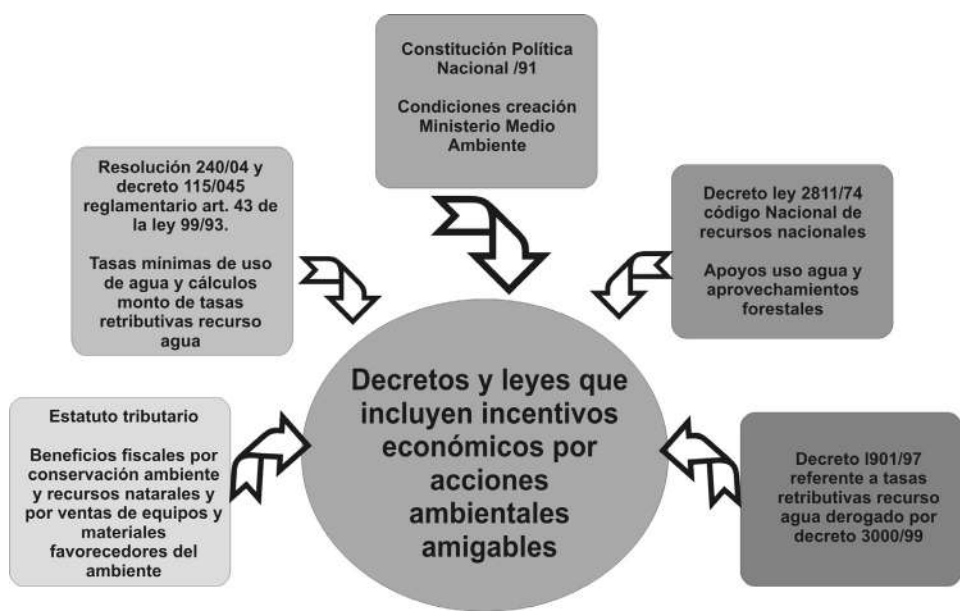 Constitución Política
Nacional /91
Condiciones creación
Ministerio Medio
Ambiente
Resolución 240/04 y
decreto 115/045
reglamentario art. 43 de
la ley 99/93.
Tasas mínimas de uso
de agua y cálculos
monto de tasas
retributivas recurso
agua
Decreto ley 2811/74
código Nacional de
recursos nacionales
Apoyos uso agua y
aprovechamientos
forestales
Decretos y leyes que
incluyen incentivos
económicos por
acciones
ambientales
amigables
Estatuto tributario
Beneficios fiscales por
conservación ambiente
y recursos natarales y
por ventas de equipos y
materiales
favorecedores del
ambiente
Decreto I901/97
referente a tasas
retributivas recurso
agua derogado por
decreto 3000/99